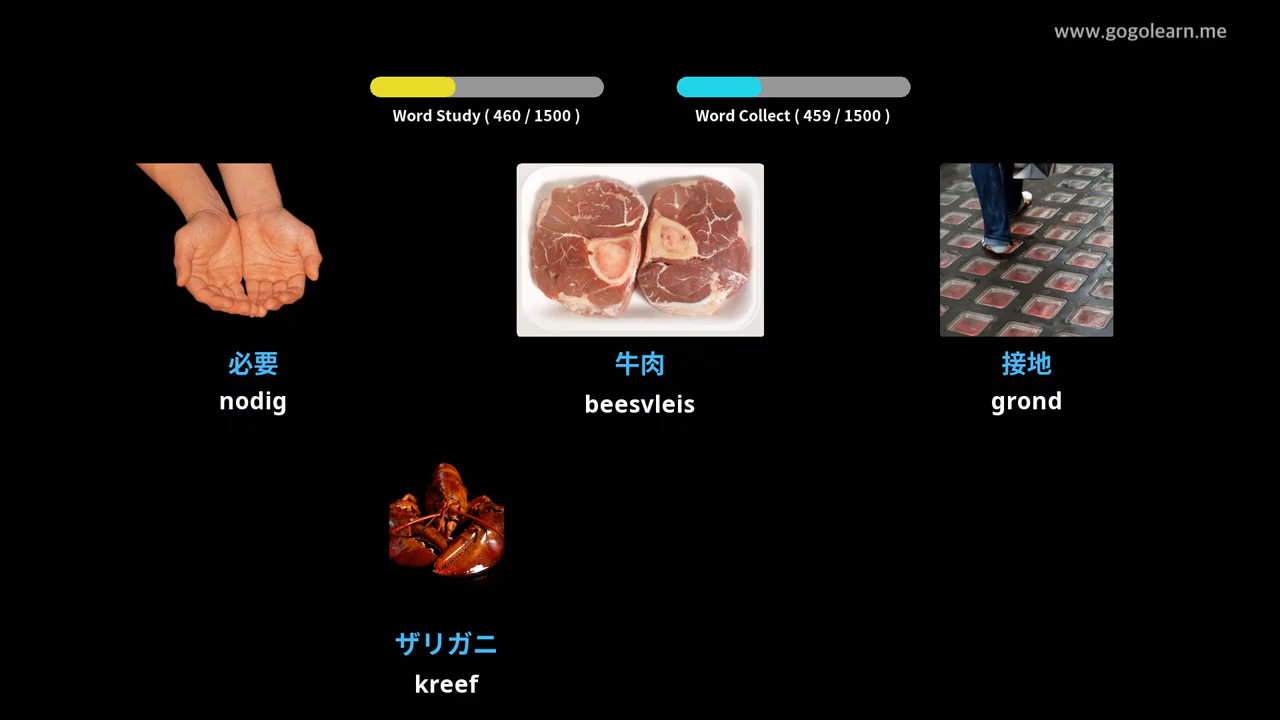 www.gogolearn.me
Word Study ( 460 / 1500 )
Word Collect ( 459 / 1500 )
必要
nodig
牛肉
beesvleis
接地
grond
ザリガニ
kreef